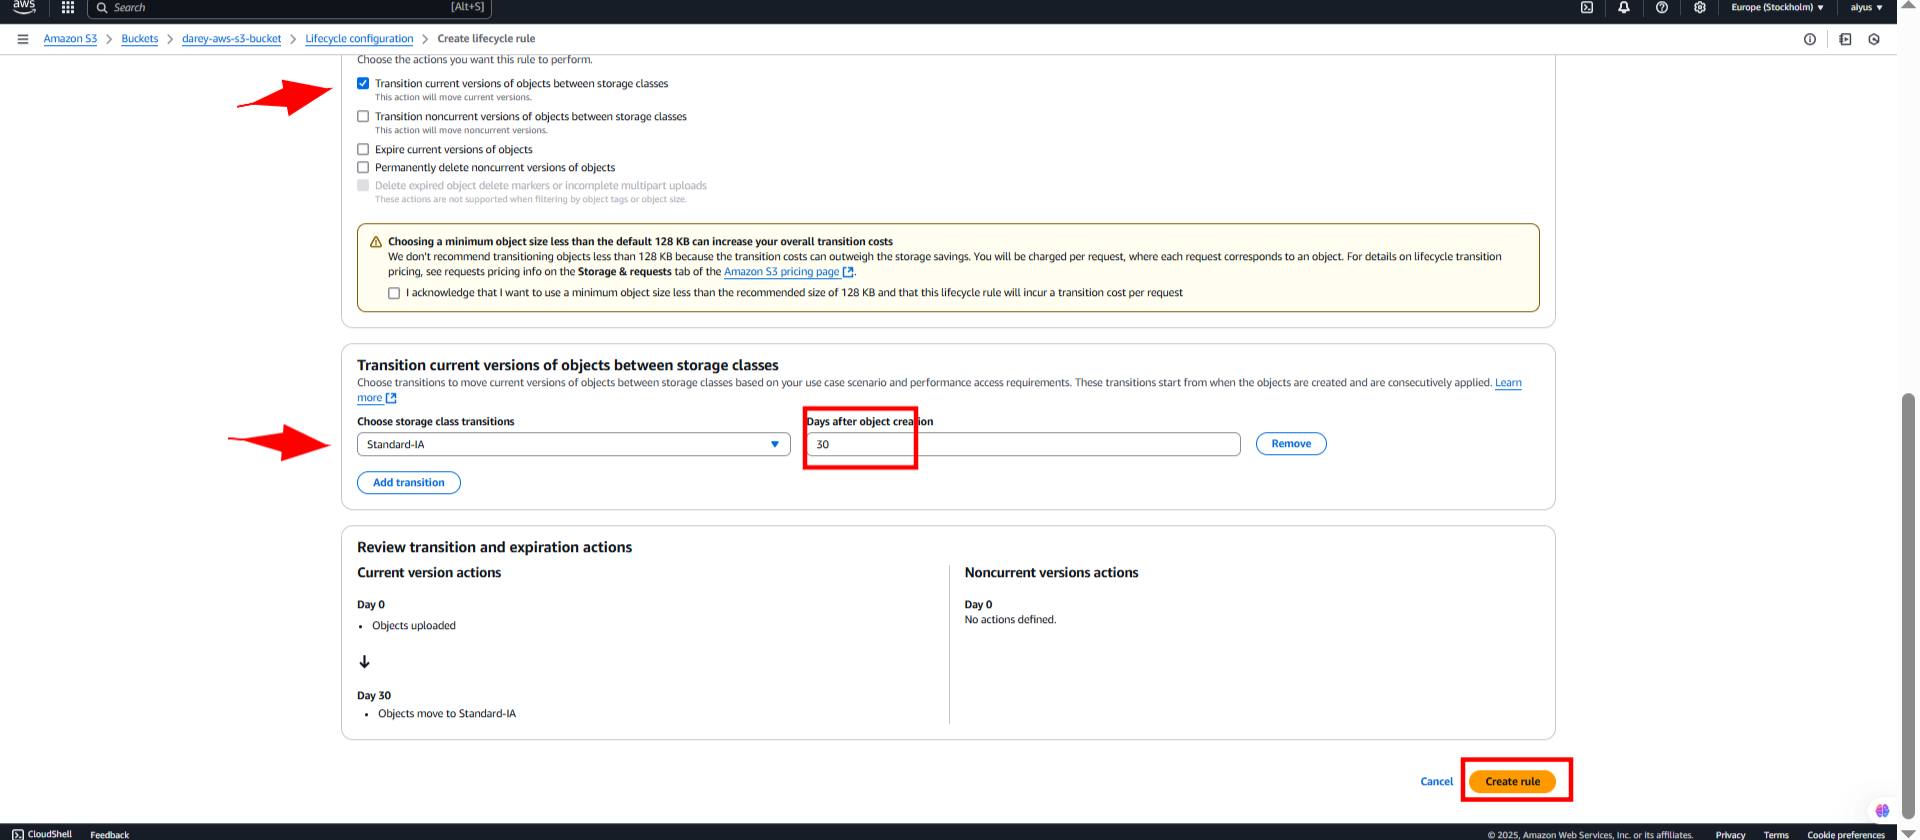 aws
Search
[Alt+S]
Europe (Stockholm)
aiyus
Amazon S3
Buckets
darey-aws-s3-bucket
Lifecycle configuration
Create lifecycle rule
Choose the actions you want this rule to perform.
Transition current versions of objects between storage classes
This action will move current versions.
Transition noncurrent versions of objects between storage classes
This action will move noncurrent versions.
Expire current versions of objects
Permanently delete noncurrent versions of objects
Delete expired object delete markers or incomplete multipart uploads
These actions are not supported when filtering by object tags or object size.
Choosing a minimum object size less than the default 128 KB can increase your overall transition costs
We don't recommend transitioning objects less than 128 KB because the transition costs can outweigh the storage savings. You will be charged per request, where each request corresponds to an object. For details on lifecycle transition
pricing, see requests pricing info on the Storage & requests tab of the Amazon S3 pricing page.
I acknowledge that I want to use a minimum object size less than the recommended size of 128 KB and that this lifecycle rule will incur a transition cost per request
Transition current versions of objects between storage classes
Choose transitions to move current versions of objects between storage classes based on your use case scenario and performance access requirements. These transitions start from when the objects are created and are consecutively applied. Learn
more
Choose storage class transitions
Days after object creation
Standard-IA
30
Remove
Add transition
Review transition and expiration actions
Current version actions
Noncurrent versions actions
Day 0
• Objects uploaded
Day 0
No actions defined.
Day 30
• Objects move to Standard-IA
Cancel
Create rule
CloudShell
Feedback
© 2025, Amazon Web Services, Inc. or its affiliates.
Privacy
Terms
Cookie preferences